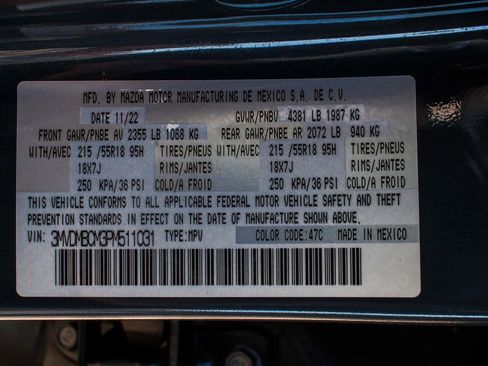 MFD. BY MAZDA MOTOR MANUFACTURING DE MEXICO S.A. DE C.V.
DATE 11/22 GVWR/PNBV 4381 LB 1987 KG
FRONT GAWR/PNBE AV 2355 LB 1068 KG REAR GAWR/PNBE AR 2072 LB 940 KG
WITH/AVEC 215 /55R18 95H TIRES/PNEUS WITH/AVEC 215 /55R18 95H TIRES/PNEUS
18X7J RIMS/JANTES 18X7J RIMS/JANTES
250 KPA/36 PSI COLD/A FROID 250 KPA/36 PSI COLD/A FROID
THIS VEHICLE CONFORMS TO ALL APPLICABLE FEDERAL MOTOR VEHICLE SAFETY AND THEFT
PREVENTION STANDARDS IN EFFECT ON THE DATE OF MANUFACTURE SHOWN ABOVE.
VIN: 3MVDMBCM3PM511C31 TYPE:MPV COLOR CODE:47C MADE IN MEXICO